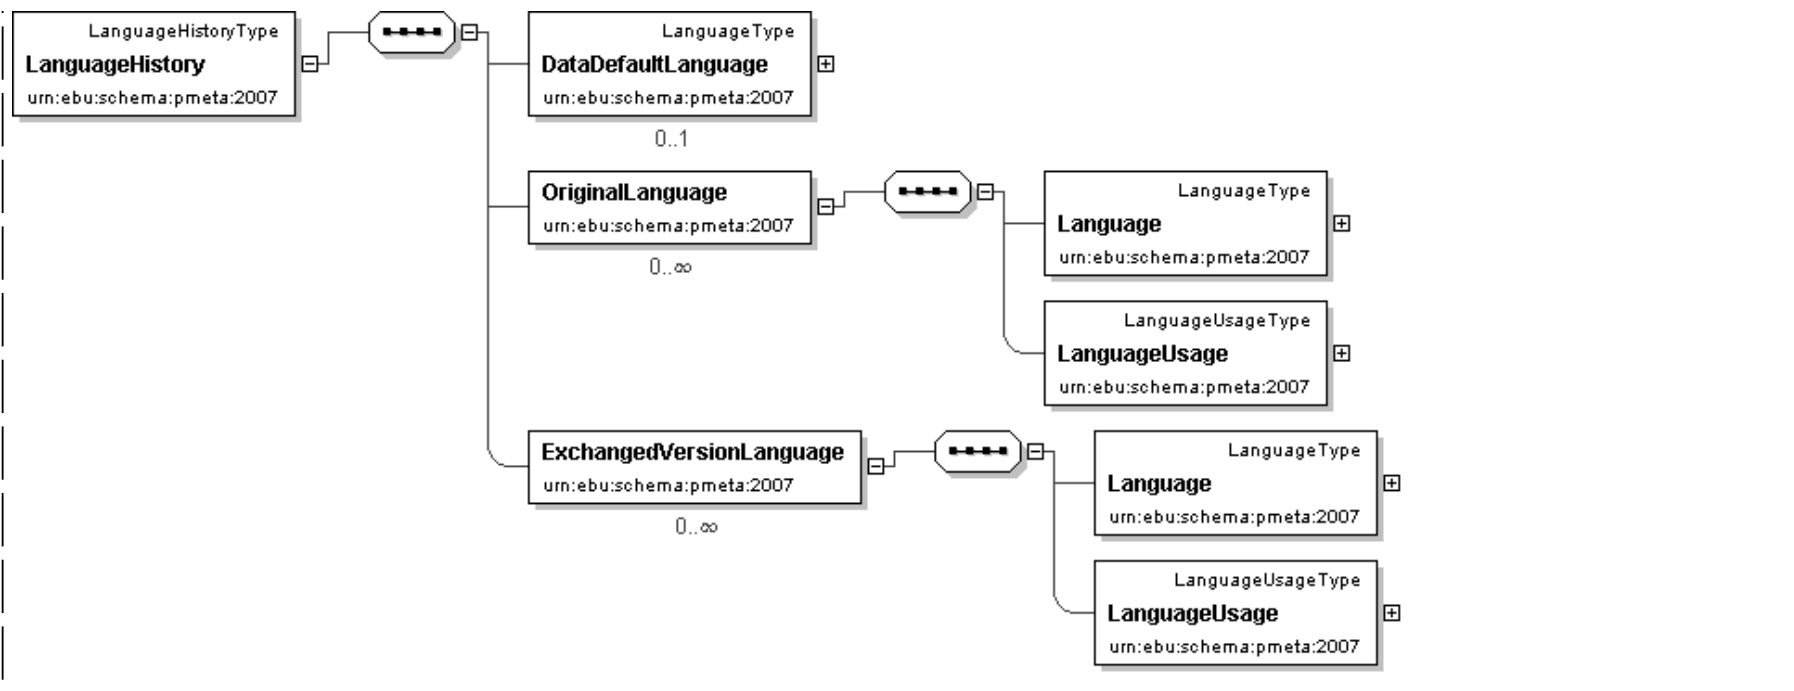 LanguageHistoryType
LanguageHistory
urn:ebu:schema:pmeta:2007
LanguageType
DataDefaultLanguage
urn:ebu:schema:pmeta:2007
0..1
OriginalLanguage
urn:ebu:schema:pmeta:2007
0..∞
LanguageType
Language
urn:ebu:schema:pmeta:2007
LanguageUsageType
LanguageUsage
urn:ebu:schema:pmeta:2007
ExchangedVersionLanguage
urn:ebu:schema:pmeta:2007
0..∞
LanguageType
Language
urn:ebu:schema:pmeta:2007
LanguageUsageType
LanguageUsage
urn:ebu:schema:pmeta:2007